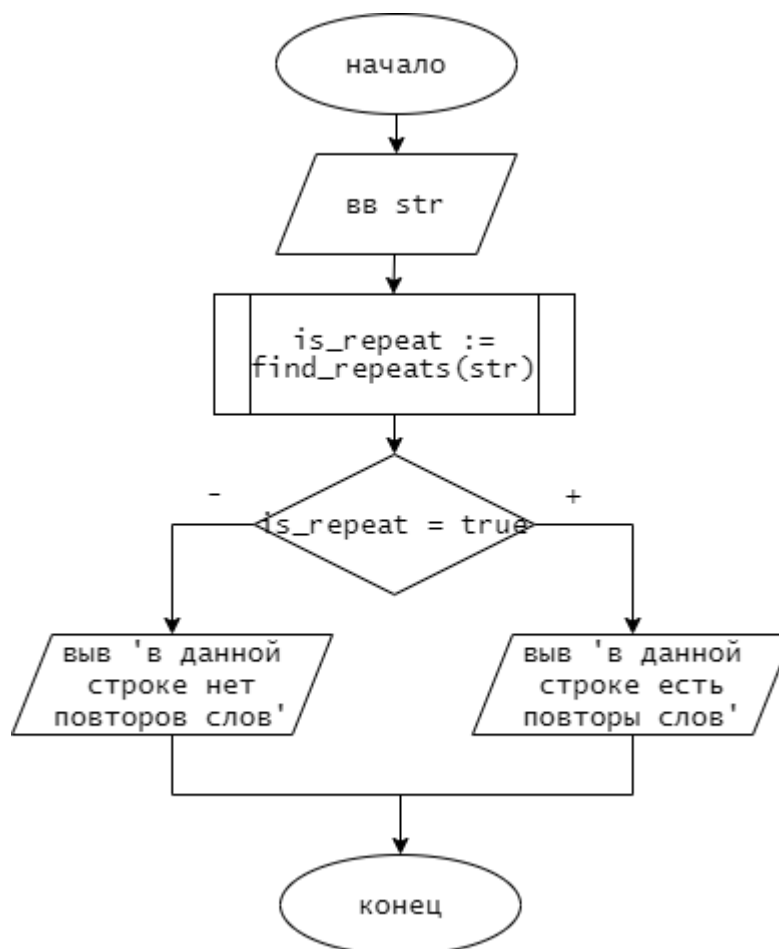 начало
вв str
is_repeat :=
find_repeats(str)
-
+
is_repeat = true
выв 'в данной
строке нет
повторов слов'
выв 'в данной
строке есть
повторы слов'
конец